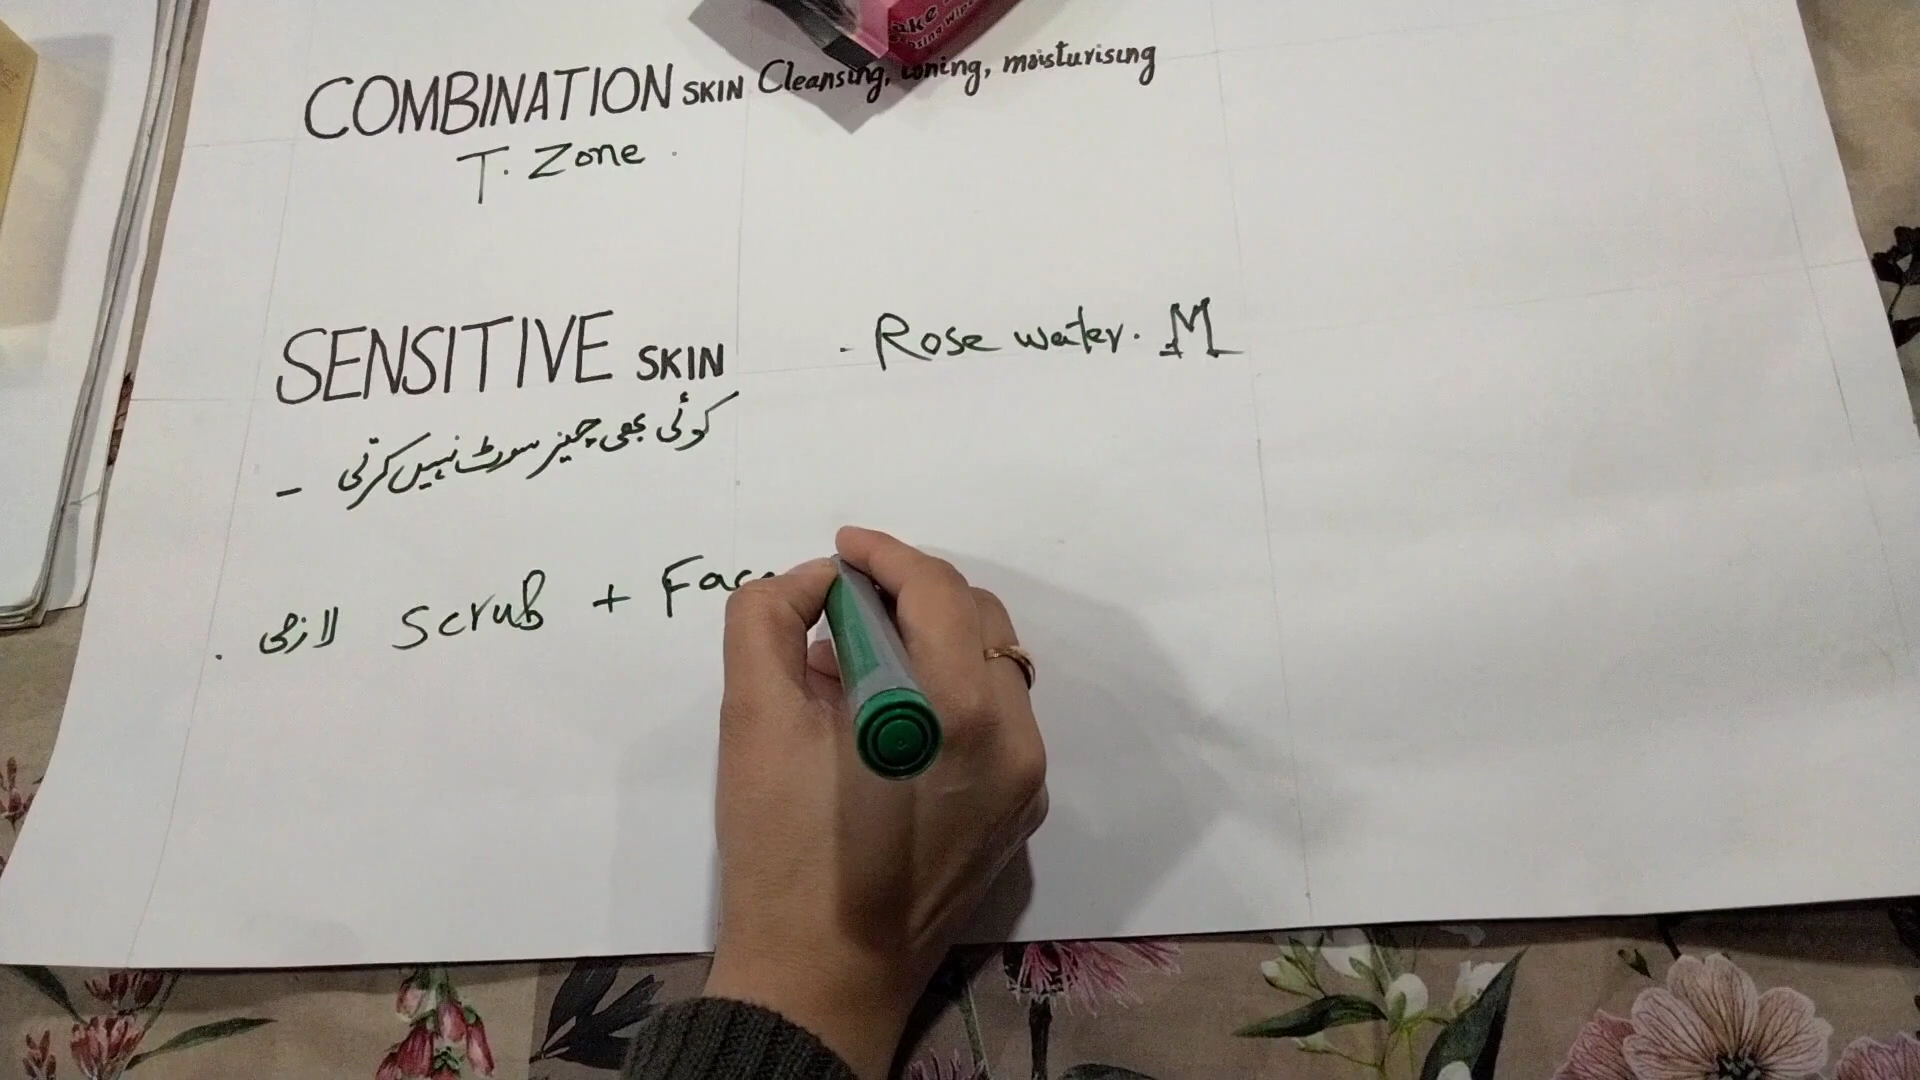 COMBINATION SKIN Cleansing, toning, moisturising
T. Zone
SENSITIVE SKIN
. Rose water. M
کوئی بھی چیز سوٹ نہیں کرتی ۔
. لازمی Scrub + Fac